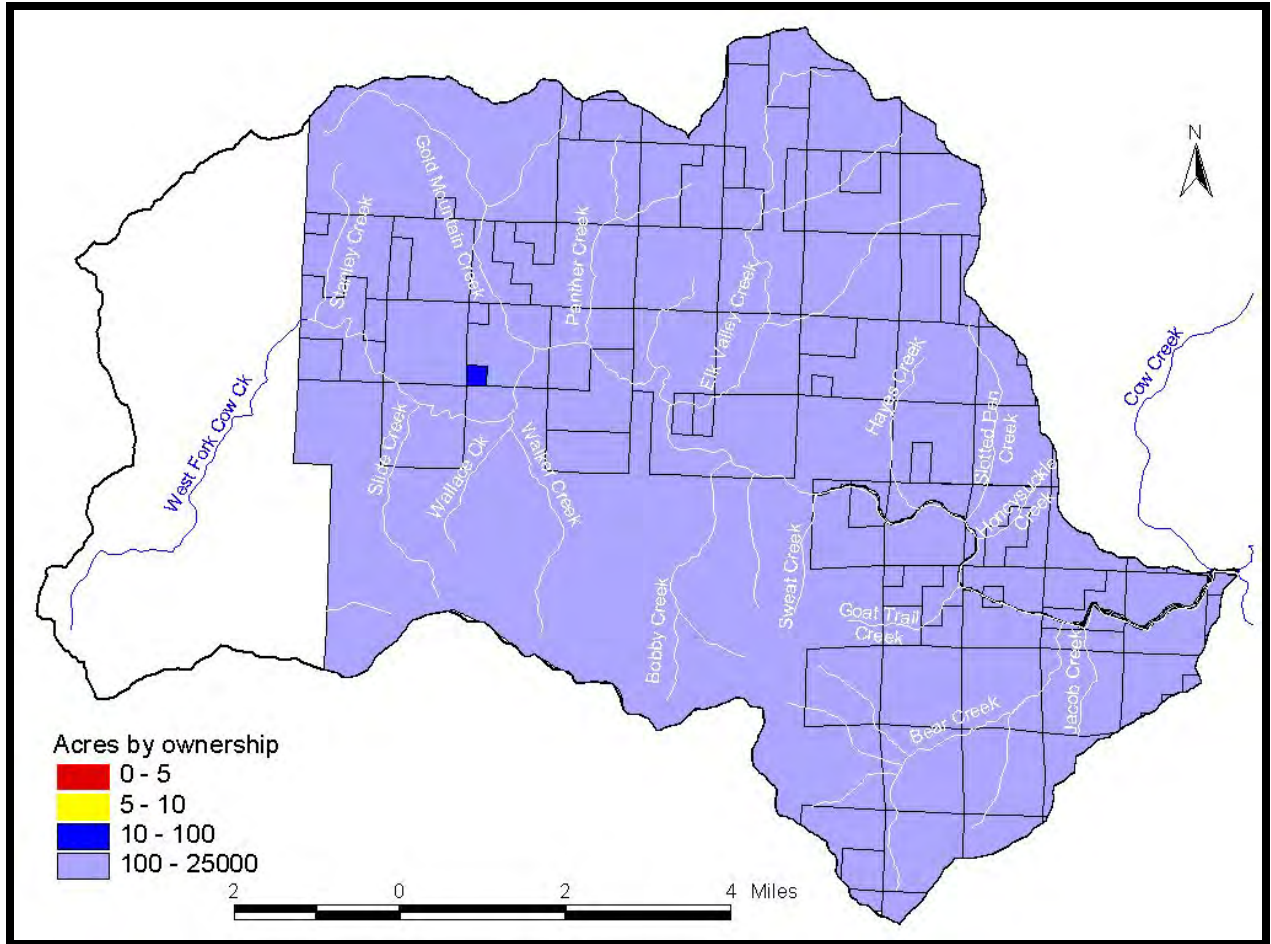 N
Gold Mountain Creek
Stanley Creek
Panther Creek
Elk Valley Creek
Cow Creek
West Fork Cow Ck
Hayes Creek
Slotted Pen
Creek
Slide Creek
Wallace Ck
Walker Creek
Honeysuckle
Creek
Sweat Creek
Bobby Creek
Goat Trail
Creek
Jacob Creek
Bear Creek
Acres by ownership
0 - 5
5 - 10
10 - 100
100 - 25000
2 0 2 4 Miles